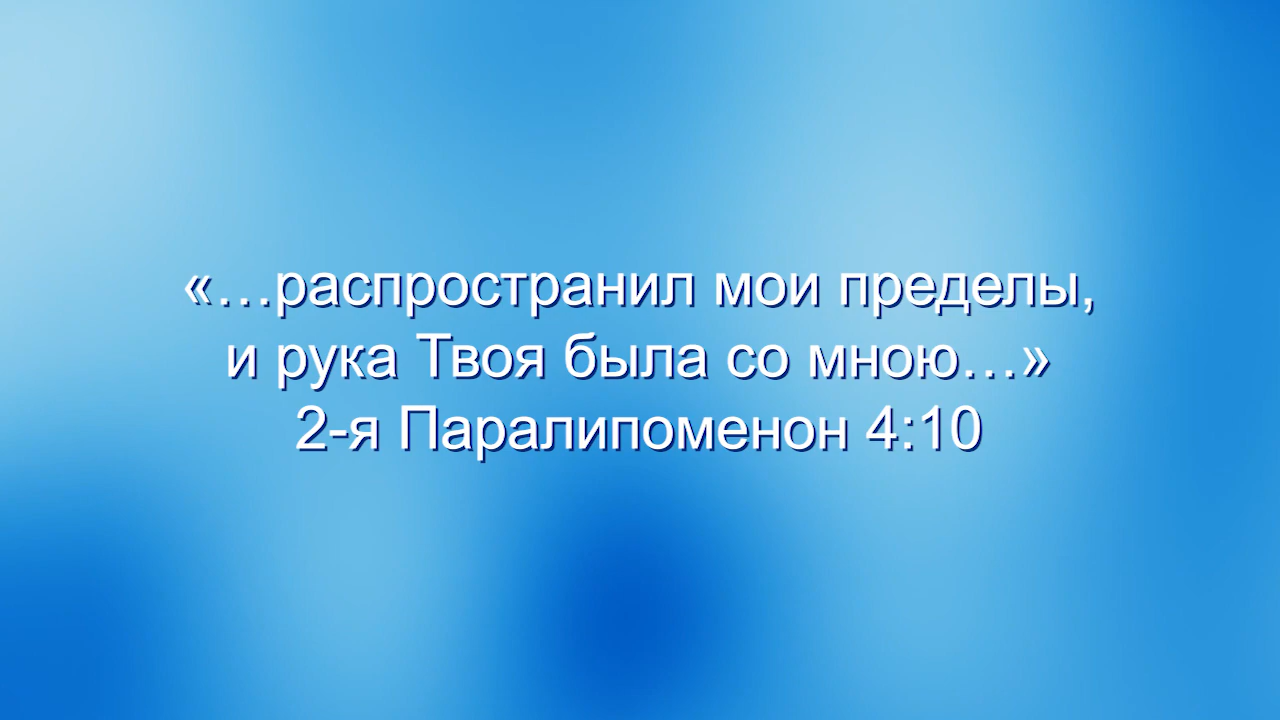 «…распространил мои пределы,
и рука Твоя была со мною…»
2-я Паралипоменон 4:10